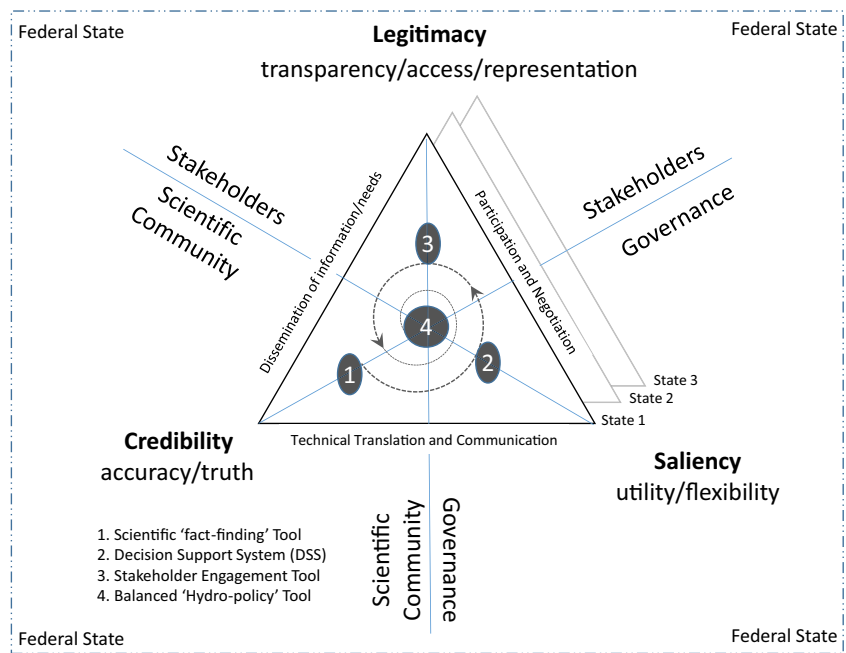 Federal State
Legitimacy
Federal State
transparency/access/representation
Stakeholders
Scientific
Community
Stakeholders
Governance
Dissemination of information/needs
Participation and Negotiation
3
4
1
2
State 3
State 2
State 1
Credibility
accuracy/truth
Technical Translation and Communication
Saliency
utility/flexibility
1. Scientific ‘fact-finding’ Tool
2. Decision Support System (DSS)
3. Stakeholder Engagement Tool
4. Balanced ‘Hydro-policy’ Tool
Scientific
Community
Governance
Federal State
Federal State